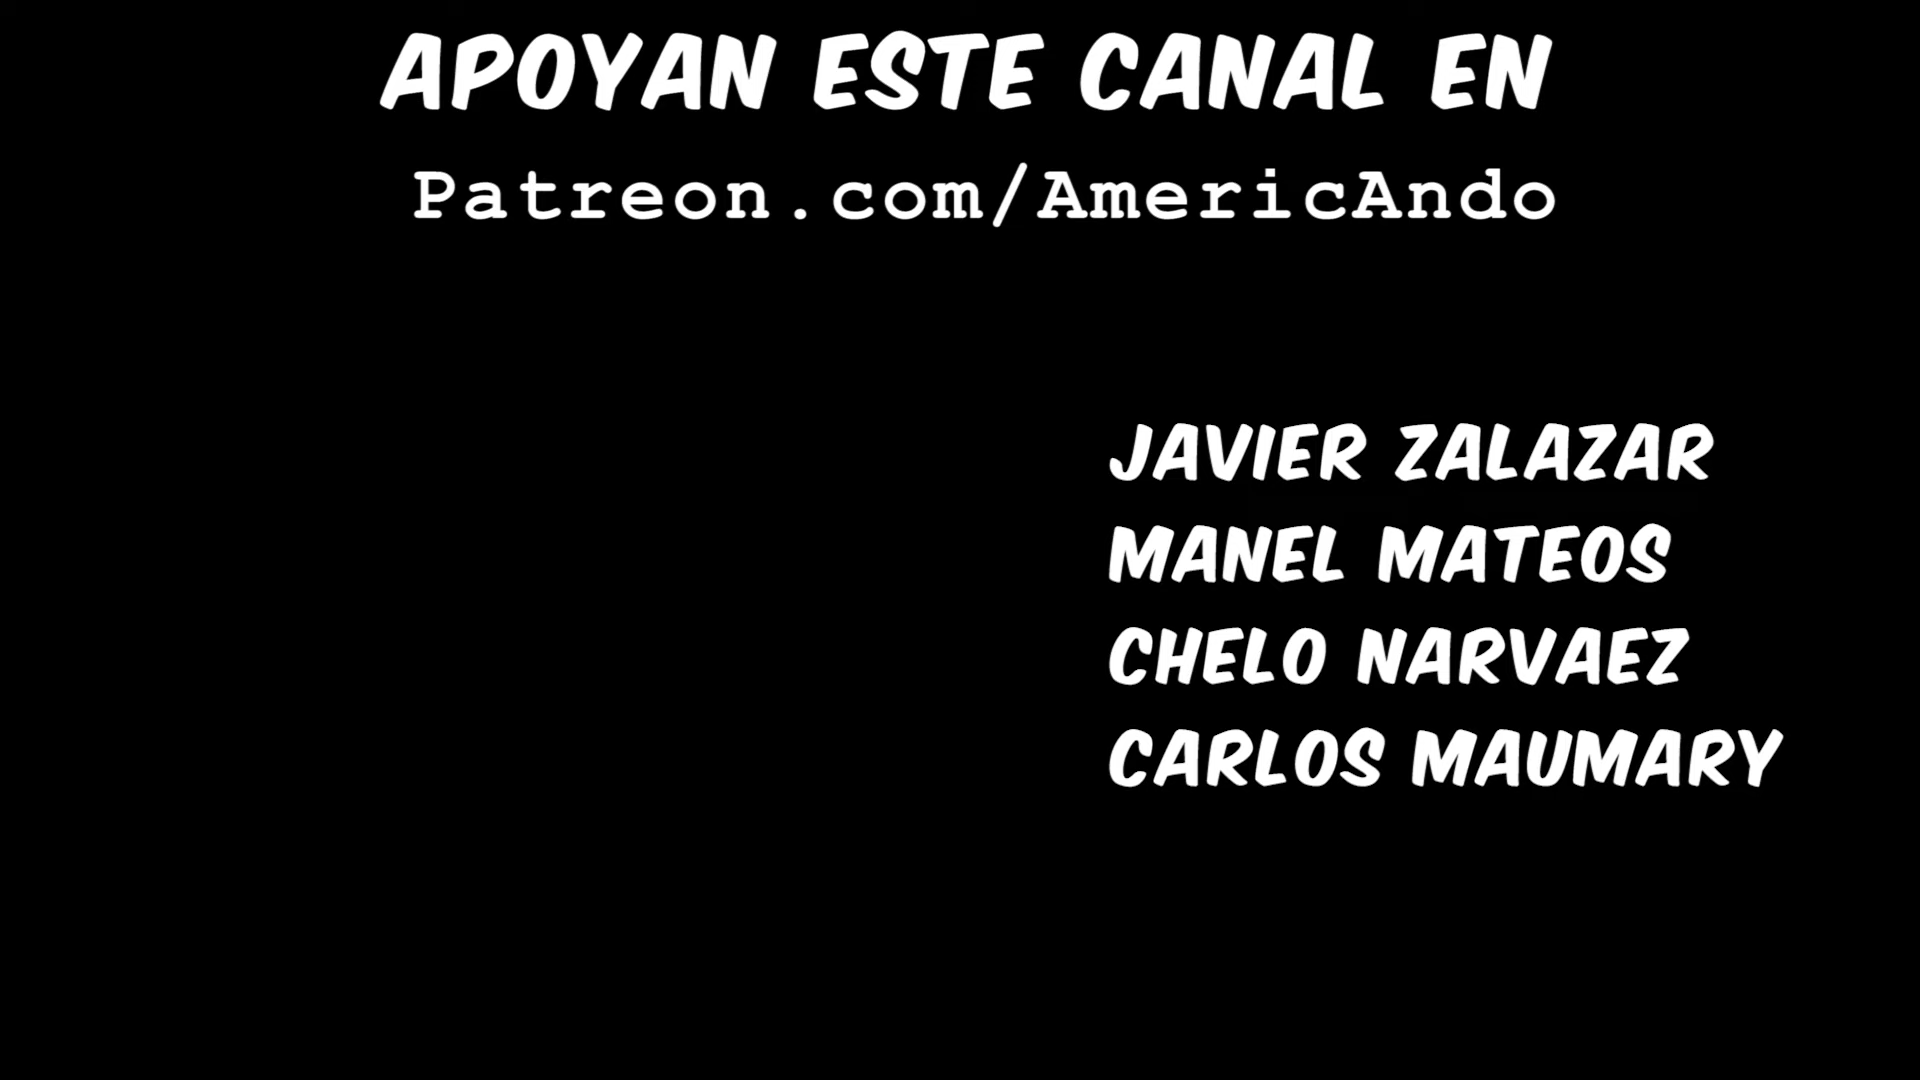 APOYAN ESTE CANAL EN
Patreon.com/AmericAndo
JAVIER ZALAZAR
MANEL MATEOS
CHELO NARVAEZ
CARLOS MAUMARY